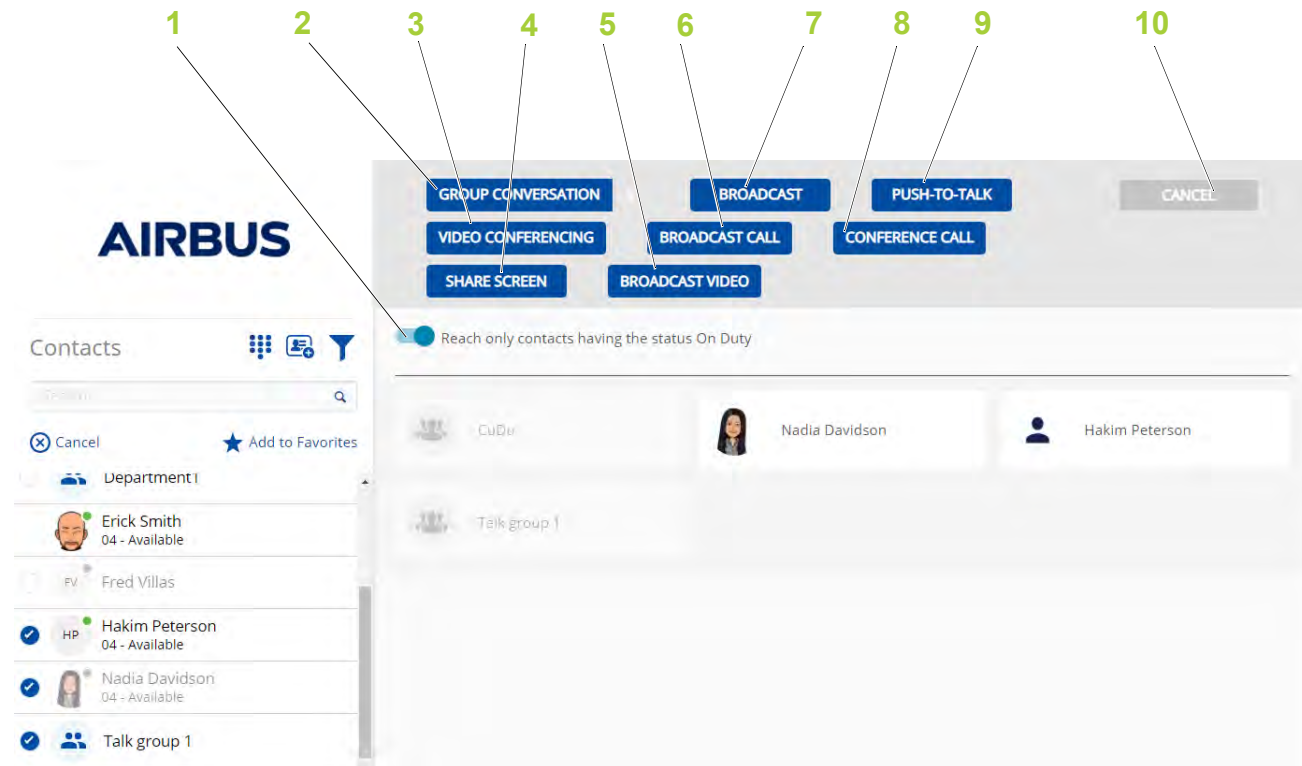 1 2 3 4 5 6 7 8 9 10
GROUP CONVERSATION BROADCAST PUSH-TO-TALK CANCEL
VIDEO CONFERENCING BROADCAST CALL CONFERENCE CALL
SHARE SCREEN BROADCAST VIDEO
AIRBUS
Reach only contacts having the status On Duty
Contacts
Search
Cancel Add to Favorites
Department1
Erick Smith
04 - Available
FV Fred Villas
HP Hakim Peterson
04 - Available
Nadia Davidson
04 - Available
Talk group 1
Nadia Davidson Hakim Peterson
Talk group 1